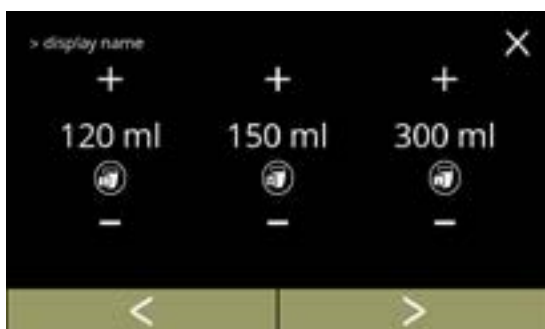 > display name
X
+ + +
120 ml 150 ml 300 ml
- - -
< >